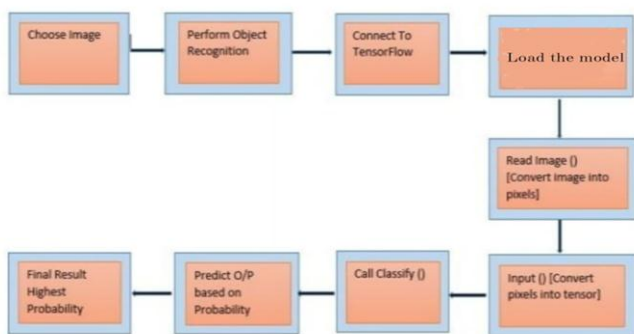 Choose Image
Perform Object
Recognition
Connect To
TensorFlow
Load the model
Read Image ()
[Convert image into
pixels]
Input () [Convert
pixels into tensor]
Call Classify ()
Predict O/P
based on
Probability
Final Result
Highest
Probability